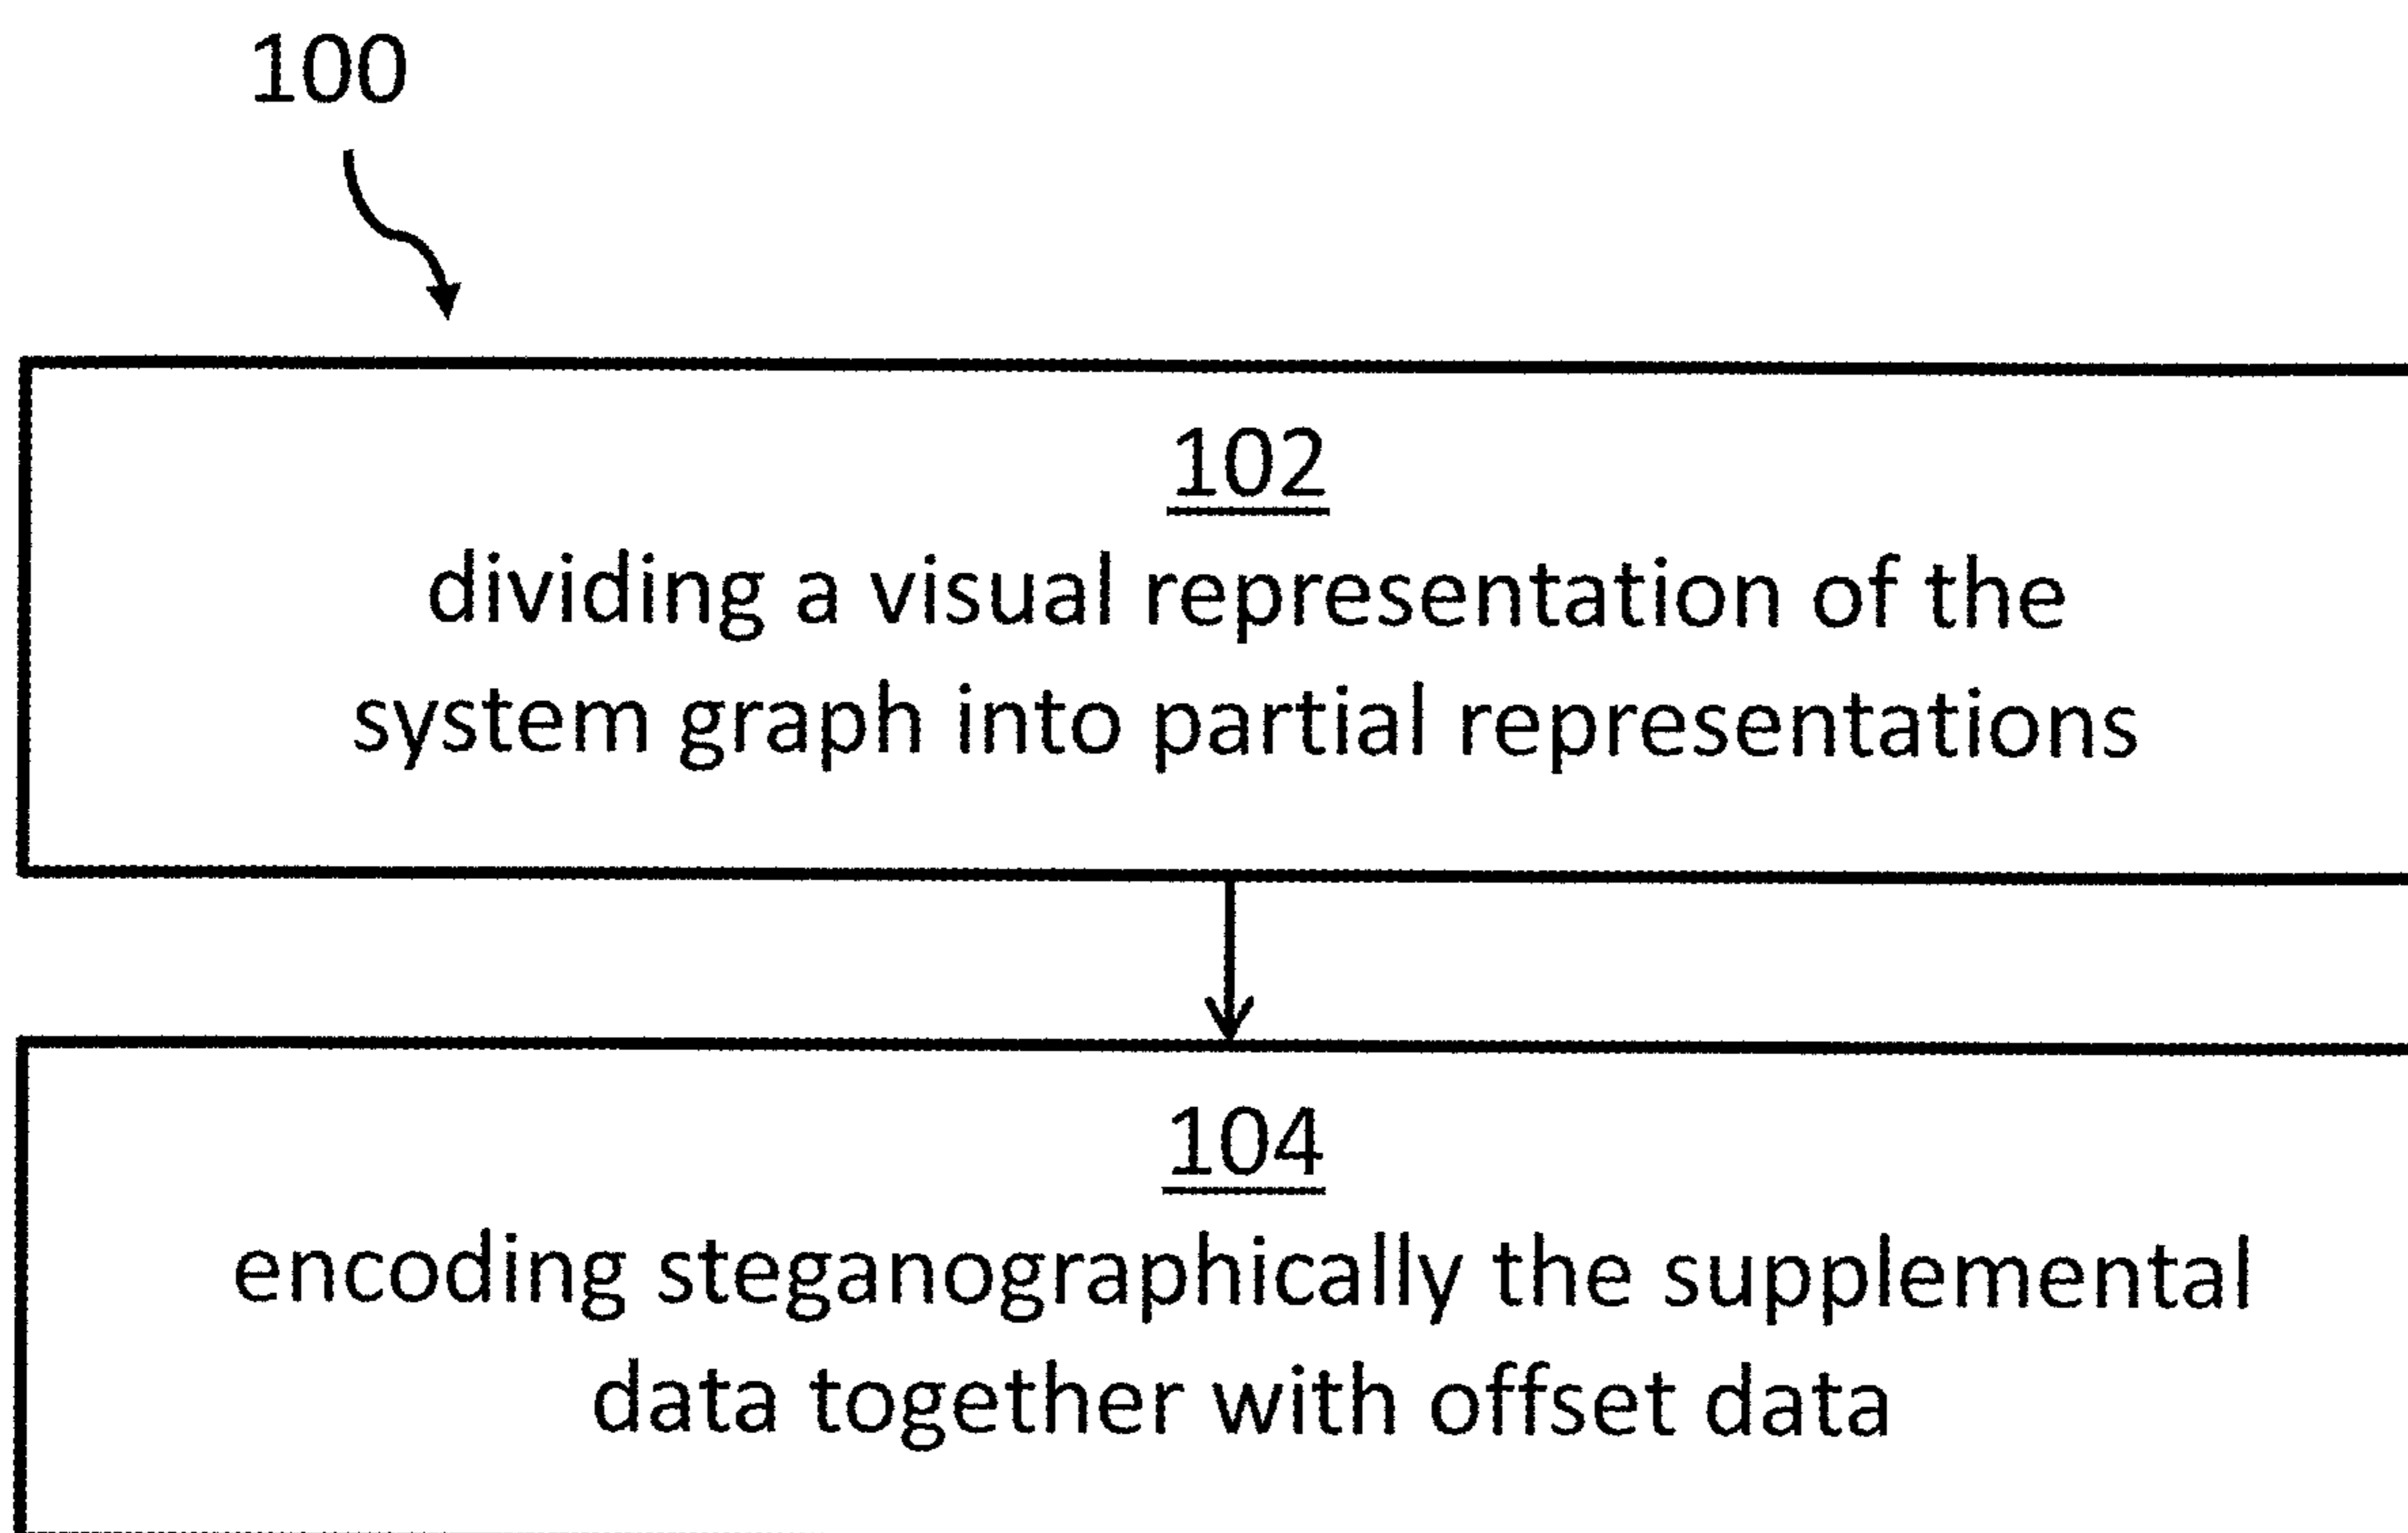 100
102
dividing a visual representation of the
system graph into partial representations
104
encoding steganographically the supplemental
data together with offset data